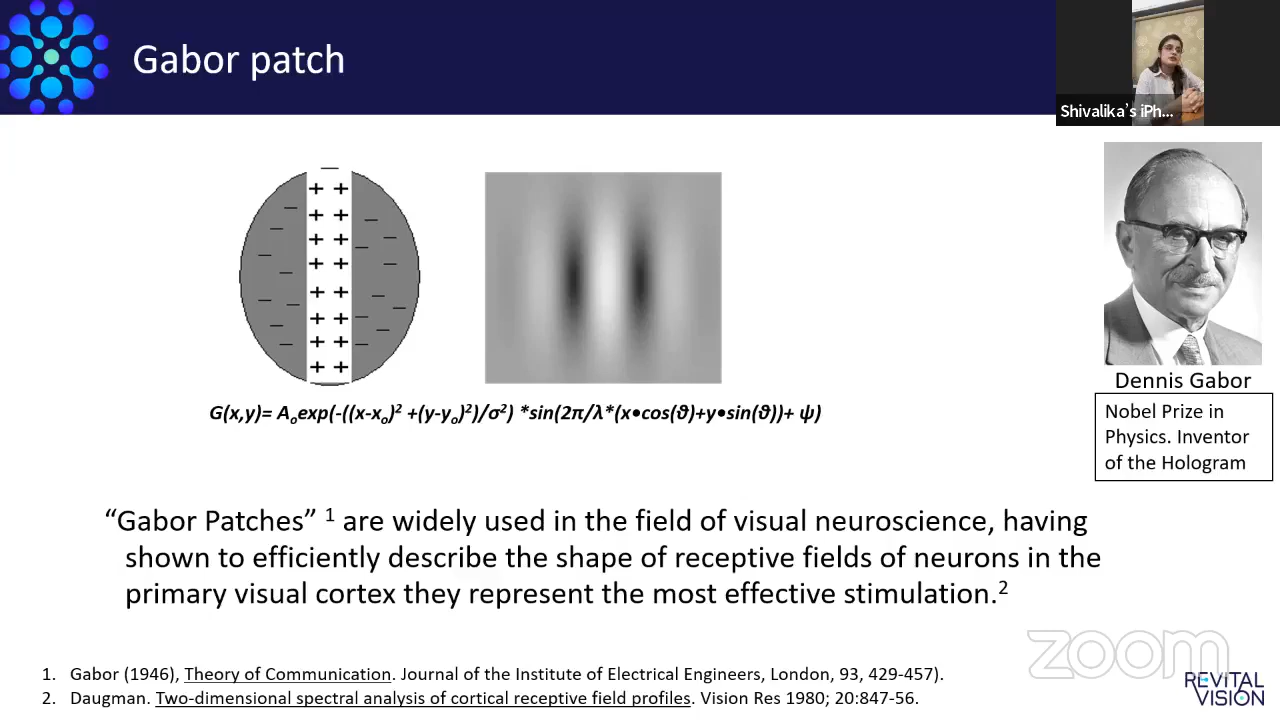 Gabor patch
Shivalika's iPh...
G(x,y)= Aₒexp(-((x-xₒ)² +(y-yₒ)²)/σ²) *sin(2π/λ*(x•cos(ϑ)+y•sin(ϑ))+ ψ)
Dennis Gabor
Nobel Prize in
Physics. Inventor
of the Hologram
“Gabor Patches” ¹ are widely used in the field of visual neuroscience, having
shown to efficiently describe the shape of receptive fields of neurons in the
primary visual cortex they represent the most effective stimulation.²
1. Gabor (1946), Theory of Communication. Journal of the Institute of Electrical Engineers, London, 93, 429-457).
2. Daugman. Two-dimensional spectral analysis of cortical receptive field profiles. Vision Res 1980; 20:847-56.
zoom
REVITAL
VISION